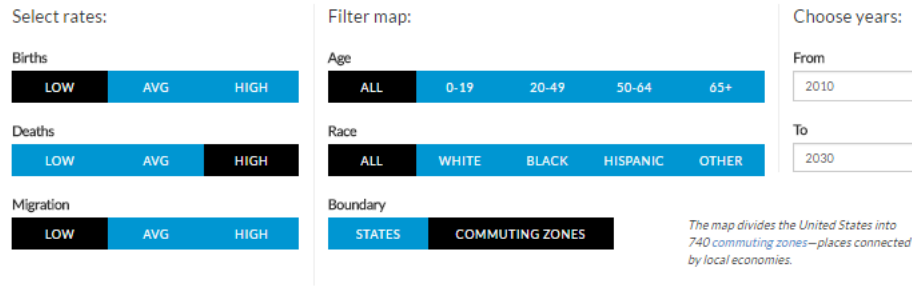 Select rates:
Filter map:
Choose years:
Births
Age
From
LOW AVG HIGH
ALL 0-19 20-49 50-64 65+
2010
Deaths
Race
To
LOW AVG HIGH
ALL WHITE BLACK HISPANIC OTHER
2030
Migration
Boundary
LOW AVG HIGH
STATES COMMUTING ZONES
The map divides the United States into
740 commuting zones—places connected
by local economies.